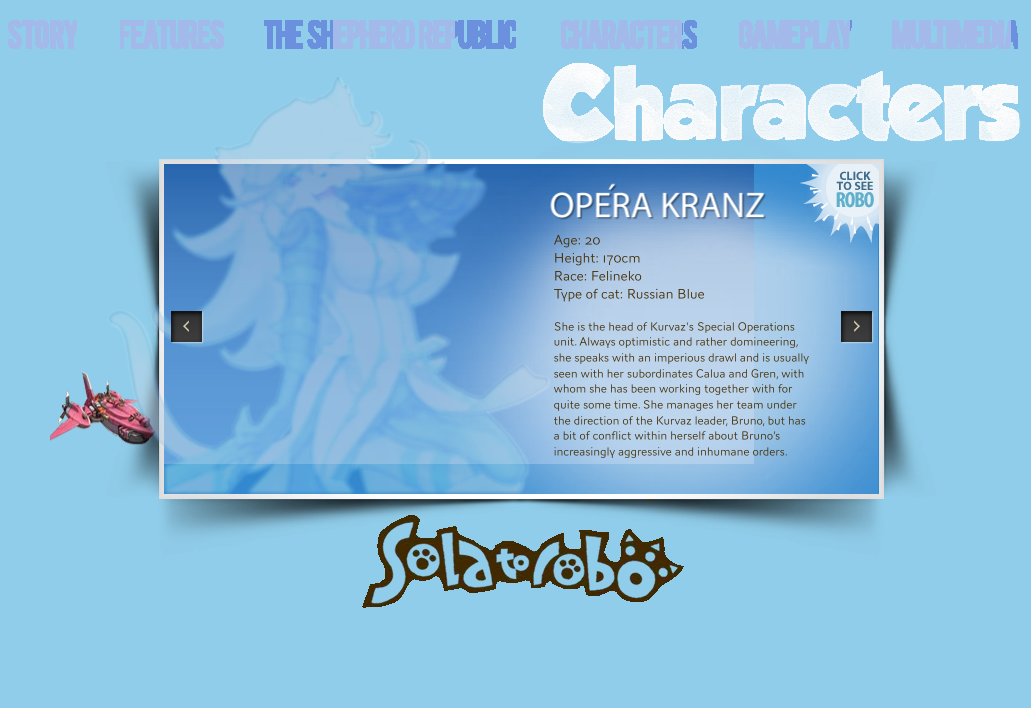 STORY FEATURES THE SHEPHERD REPUBLIC CHARACTERS GAMEPLAY MULTIMEDIA
Characters
CLICK
TO SEE
ROBO
OPÉRA KRANZ
Age: 20
Height: 170cm
Race: Felineko
Type of cat: Russian Blue
She is the head of Kurvaz's Special Operations
unit. Always optimistic and rather domineering,
she speaks with an imperious drawl and is usually
seen with her subordinates Calua and Gren, with
whom she has been working together with for
quite some time. She manages her team under
the direction of the Kurvaz leader, Bruno, but has
a bit of conflict within herself about Bruno's
increasingly aggressive and inhumane orders.
Solatorobo